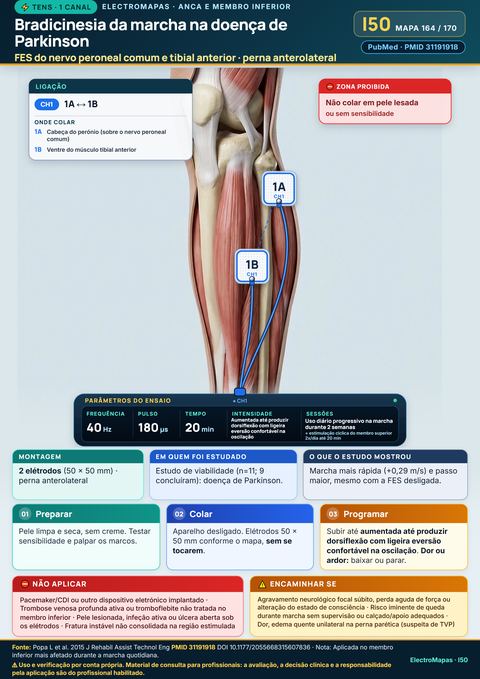 TENS · 1 CANAL
ELECTROMAPAS · ANCA E MEMBRO INFERIOR
Bradicinesia da marcha na doença de
Parkinson
FES do nervo peroneal comum e tibial anterior · perna anterolateral
I50 MAPA 164 / 170
PubMed · PMID 31191918
LIGAÇÃO
CH1 1A ↔ 1B
ONDE COLAR
1A Cabeça do perónio (sobre o nervo peroneal
comum)
1B Ventre do músculo tibial anterior
ZONA PROIBIDA
Não colar em pele lesada
ou sem sensibilidade
1A
CH1
1B
CH1
CH1
PARÂMETROS DO ENSAIO
FREQUÊNCIA
40 Hz
PULSO
180 µs
TEMPO
20 min
INTENSIDADE
Aumentada até produzir
dorsiflexão com ligeira
eversão confortável na
oscilação
SESSÕES
Uso diário progressivo na marcha
durante 2 semanas
+ estimulação cíclica do membro superior
2x/dia até 20 min
MONTAGEM
2 elétrodos (50 × 50 mm) ·
perna anterolateral
EM QUEM FOI ESTUDADO
Estudo de viabilidade (n=11; 9
concluíram): doença de Parkinson.
O QUE O ESTUDO MOSTROU
Marcha mais rápida (+0,29 m/s) e passo
maior, mesmo com a FES desligada.
01 Preparar
Pele limpa e seca, sem creme. Testar
sensibilidade e palpar os marcos.
02 Colar
Aparelho desligado. Elétrodos 50 ×
50 mm conforme o mapa, sem se
tocarem.
03 Programar
Subir até aumentada até produzir
dorsiflexão com ligeira eversão
confortável na oscilação. Dor ou
ardor: baixar ou parar.
NÃO APLICAR
Pacemaker/CDI ou outro dispositivo eletrónico implantado ·
Trombose venosa profunda ativa ou tromboflebite não tratada no
membro inferior · Pele lesionada, infeção ativa ou úlcera aberta sob
os elétrodos · Fratura instável não consolidada na região estimulada
ENCAMINHAR SE
Agravamento neurológico focal súbito, perda aguda de força ou
alteração do estado de consciência · Risco iminente de queda
durante marcha sem supervisão ou calçado/apoio adequados ·
Dor, edema quente unilateral na perna parética (suspeita de TVP)
Fonte: Popa L et al. 2015 J Rehabil Assist Technol Eng PMID 31191918 DOI 10.1177/2055668315607836 · Nota: Aplicada no membro
inferior mais afetado durante a marcha quotidiana.
Uso e verificação por conta própria. Material de consulta para profissionais: a avaliação, a decisão clínica e a responsabilidade
pela aplicação são do profissional habilitado.
ElectroMapas · I50